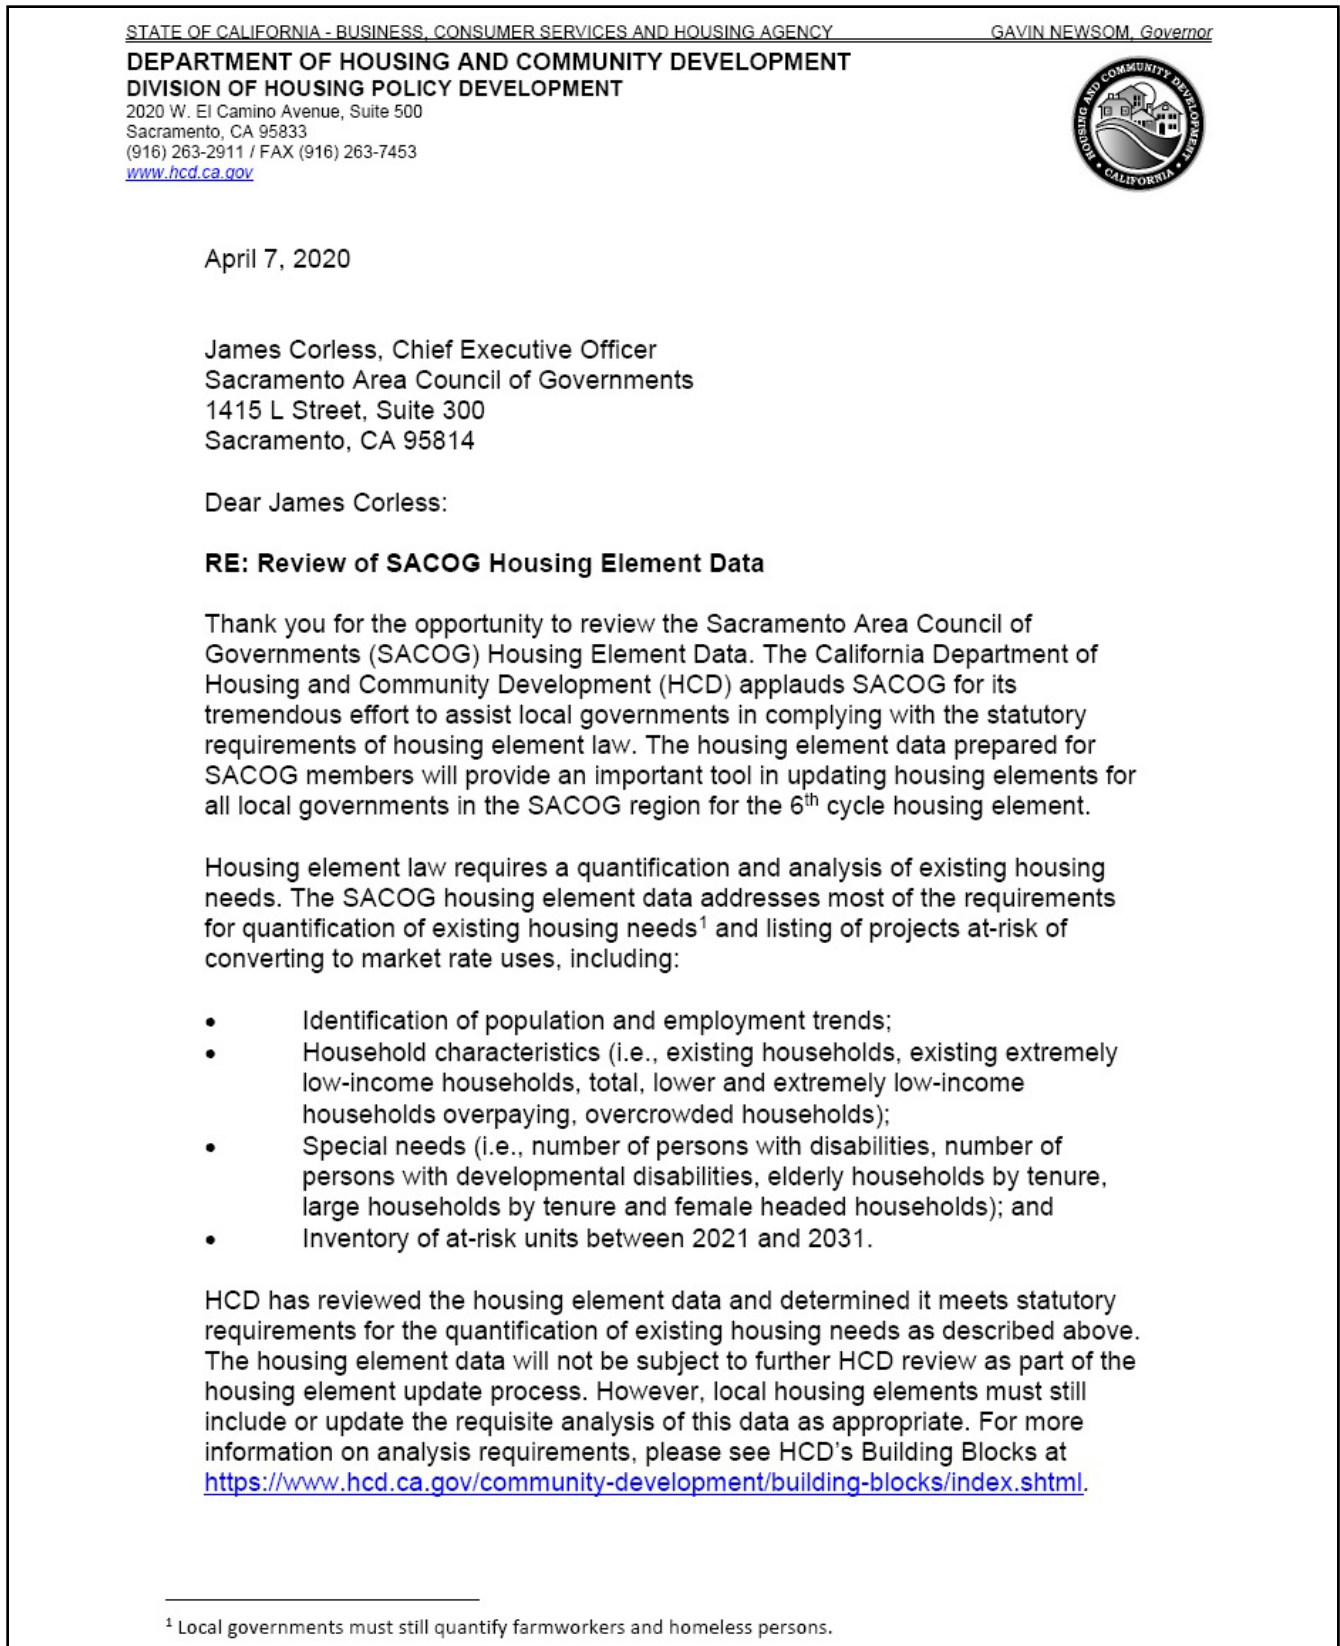 STATE OF CALIFORNIA - BUSINESS, CONSUMER SERVICES AND HOUSING AGENCY GAVIN NEWSOM, Governor
DEPARTMENT OF HOUSING AND COMMUNITY DEVELOPMENT
DIVISION OF HOUSING POLICY DEVELOPMENT
2020 W. El Camino Avenue, Suite 500
Sacramento, CA 95833
(916) 263-2911 / FAX (916) 263-7453
www.hcd.ca.gov
HOUSING AND COMMUNITY DEVELOPMENT
• CALIFORNIA •
April 7, 2020
James Corless, Chief Executive Officer
Sacramento Area Council of Governments
1415 L Street, Suite 300
Sacramento, CA 95814
Dear James Corless:
RE: Review of SACOG Housing Element Data
Thank you for the opportunity to review the Sacramento Area Council of
Governments (SACOG) Housing Element Data. The California Department of
Housing and Community Development (HCD) applauds SACOG for its
tremendous effort to assist local governments in complying with the statutory
requirements of housing element law. The housing element data prepared for
SACOG members will provide an important tool in updating housing elements for
all local governments in the SACOG region for the 6th cycle housing element.
Housing element law requires a quantification and analysis of existing housing
needs. The SACOG housing element data addresses most of the requirements
for quantification of existing housing needs1 and listing of projects at-risk of
converting to market rate uses, including:
• Identification of population and employment trends;
• Household characteristics (i.e., existing households, existing extremely
low-income households, total, lower and extremely low-income
households overpaying, overcrowded households);
• Special needs (i.e., number of persons with disabilities, number of
persons with developmental disabilities, elderly households by tenure,
large households by tenure and female headed households); and
• Inventory of at-risk units between 2021 and 2031.
HCD has reviewed the housing element data and determined it meets statutory
requirements for the quantification of existing housing needs as described above.
The housing element data will not be subject to further HCD review as part of the
housing element update process. However, local housing elements must still
include or update the requisite analysis of this data as appropriate. For more
information on analysis requirements, please see HCD's Building Blocks at
https://www.hcd.ca.gov/community-development/building-blocks/index.shtml.
1 Local governments must still quantify farmworkers and homeless persons.